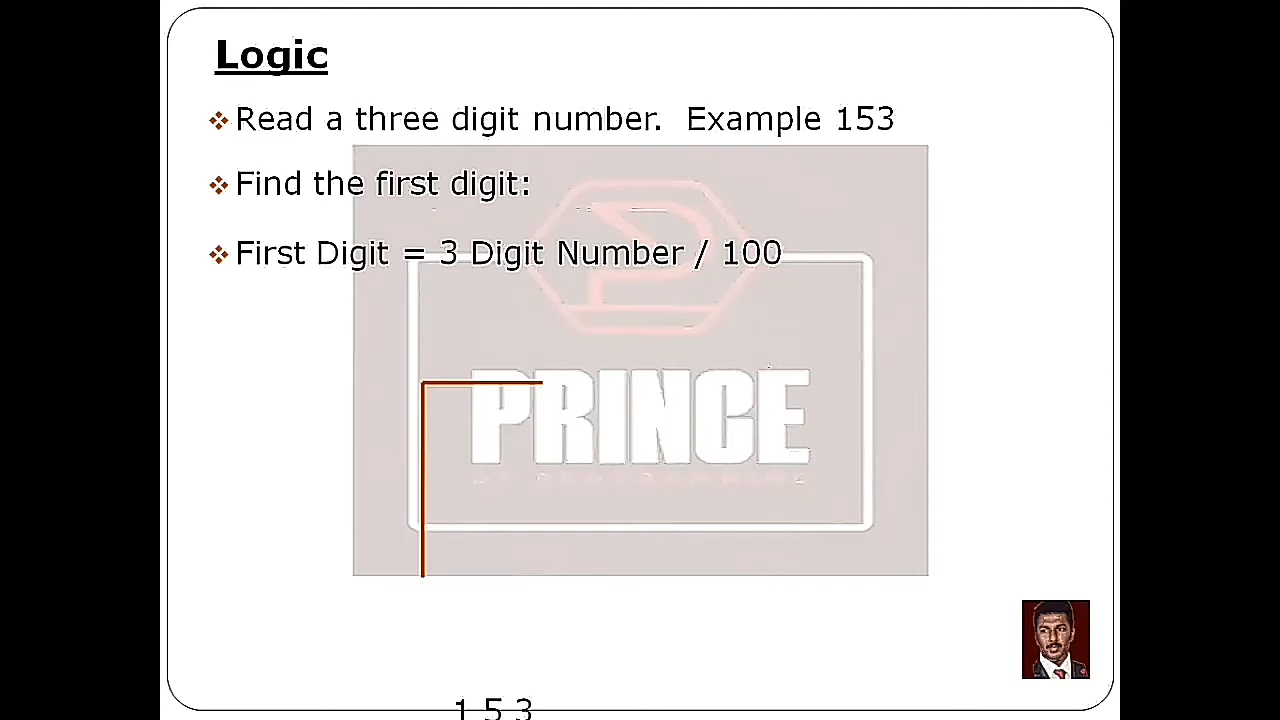 Logic
Read a three digit number. Example 153
Find the first digit:
First Digit = 3 Digit Number / 100
PRINCE
1 5 3